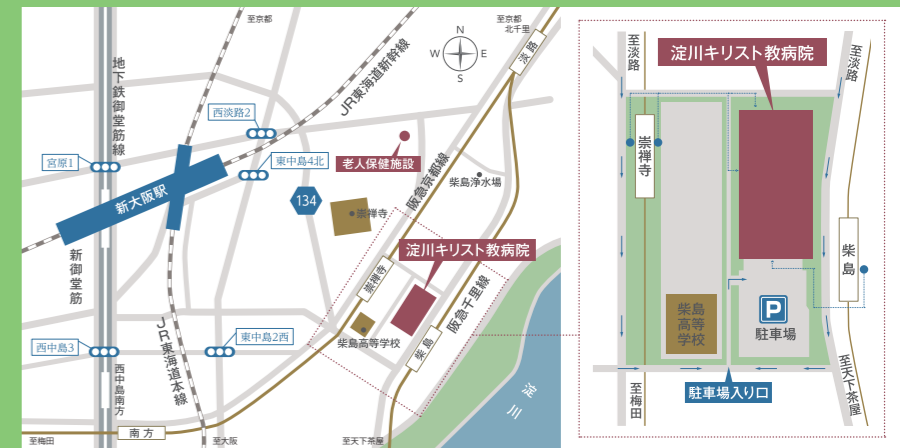 至京都
至京都
北千里
淡路
N
W
E
S
地下鉄御堂筋線
JR東海道新幹線
西淡路2
宮原1
東中島4北
老人保健施設
阪急京都線
柴島浄水場
新大阪駅
134
崇禅寺
淀川キリスト教病院
新御堂筋
崇禅寺
阪急千里線
JR東海道本線
東中島2西
西中島3
柴島高等学校
柴島
西中島南方
淀川
南方
至梅田
至大阪
至天下茶屋
至淡路
淀川キリスト教病院
至淡路
崇禅寺
柴島
柴島
高等
学校
P
駐車場
至梅田
駐車場入り口
至天下茶屋